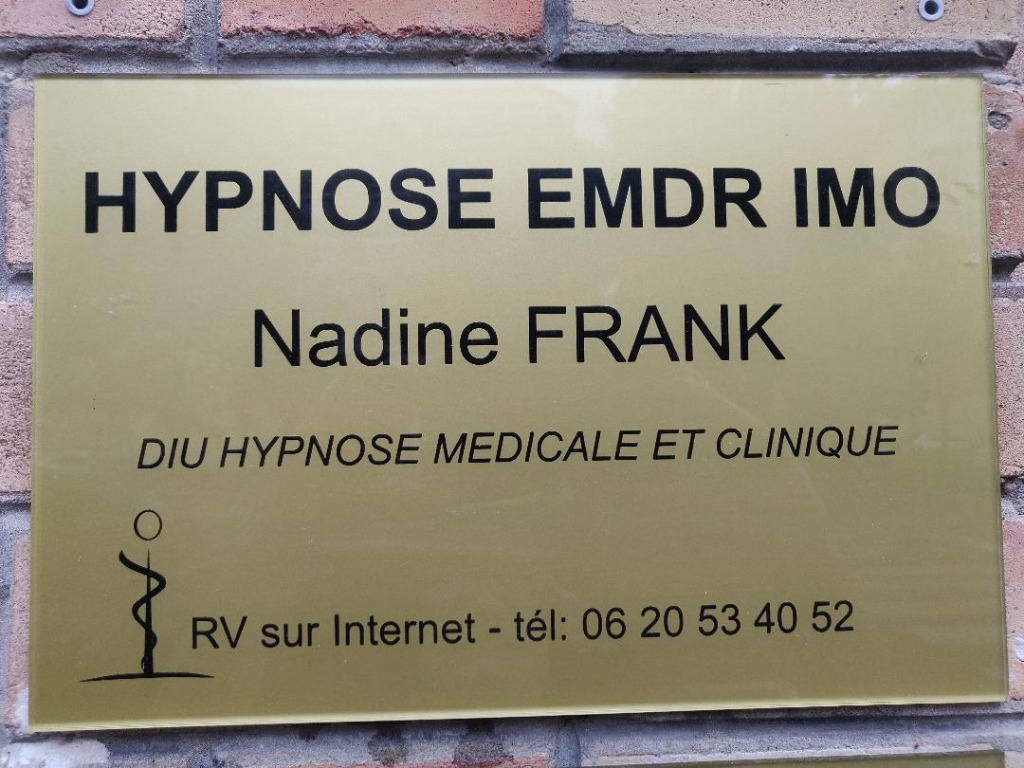 HYPNOSE EMDR IMO
Nadine FRANK
DIU HYPNOSE MEDICALE ET CLINIQUE
RV sur Internet - tél: 06 20 53 40 52